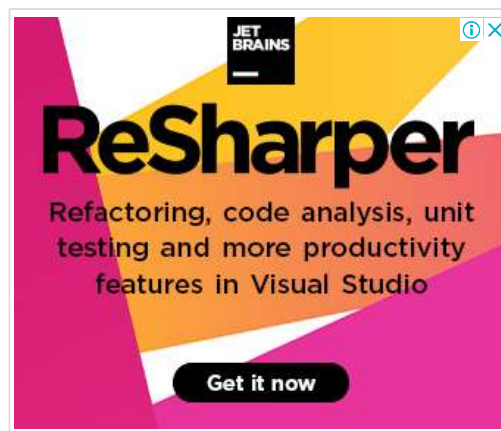 JET
BRAINS
ReSharper
Refactoring, code analysis, unit
testing and more productivity
features in Visual Studio
Get it now